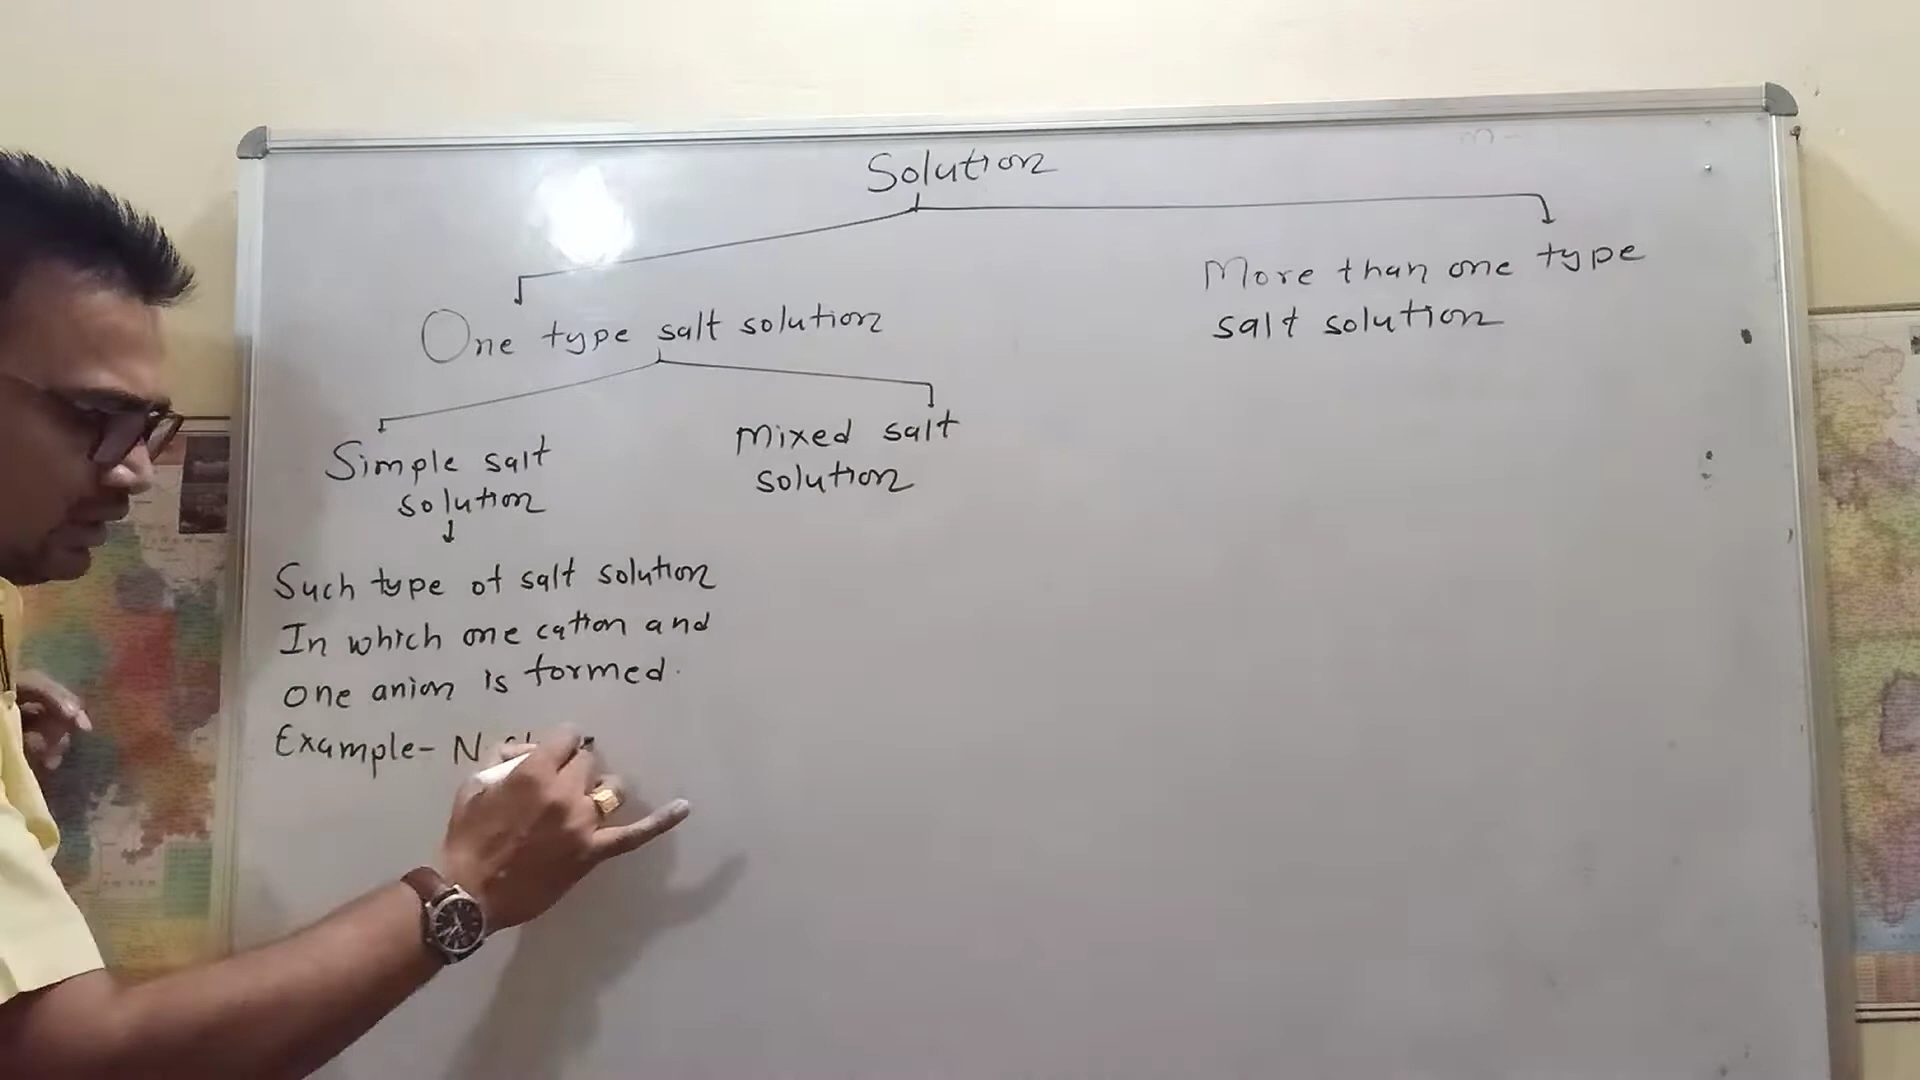 Solution
One type salt solution
More than one type
salt solution
Simple salt
solution
Mixed salt
solution
Such type of salt solution
In which one cation and
one anion is formed.
Example-